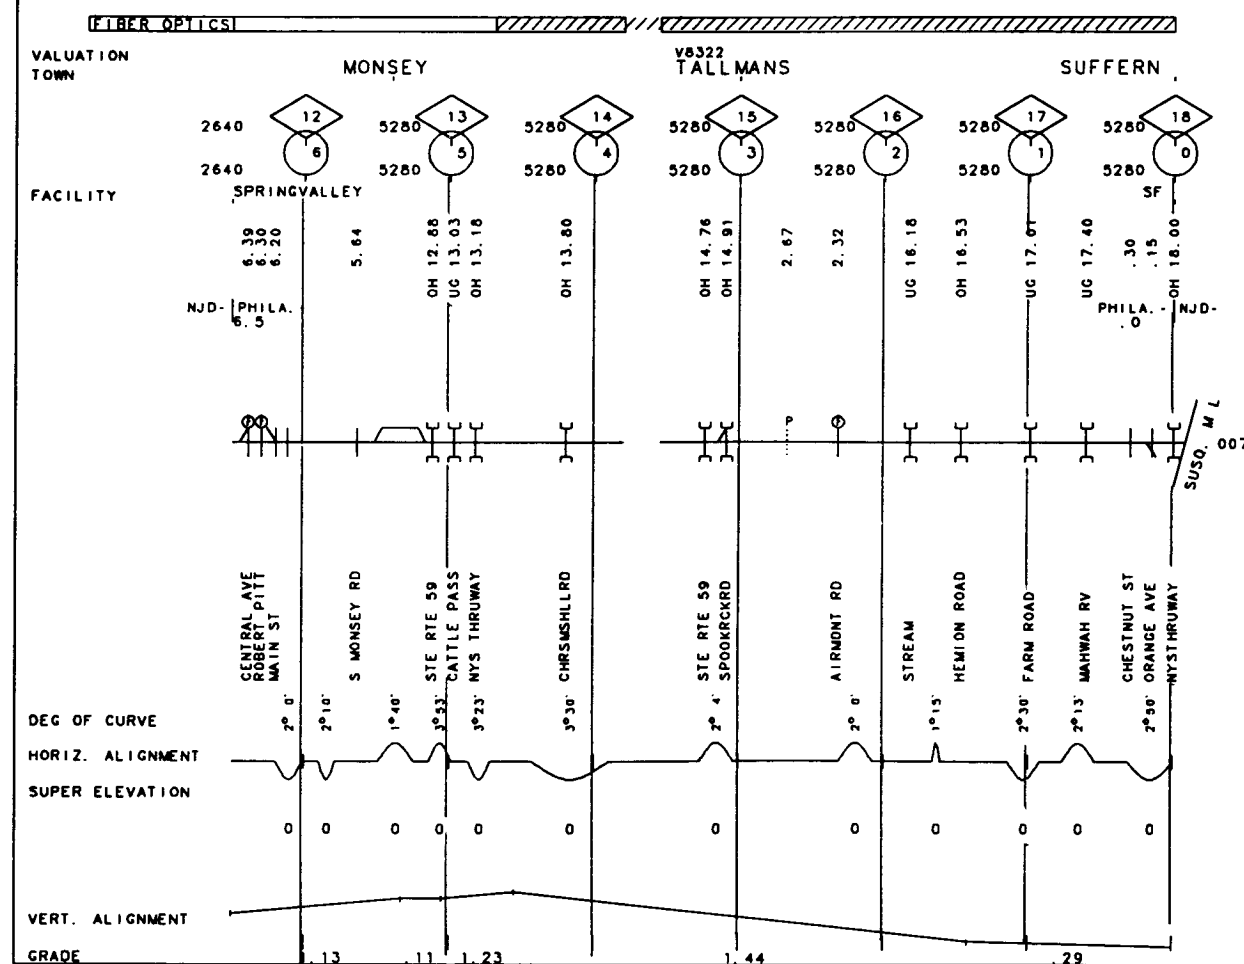 FIBER OPTICS
VALUATION V8322
TOWN MONSEY TALLMANS SUFFERN
12 13 14 15 16 17 18
2640 5280 5280 5280 5280 5280 5280
6 5 4 3 2 1 0
2640 5280 5280 5280 5280 5280 5280
FACILITY SPRINGVALLEY SF
6.39 6.30 6.20 5.64 OH 12.88 UG 13.03 OH 13.18 OH 13.80 OH 14.76 OH 14.91 2.67 2.32 UG 16.18 OH 16.53 UG 17.01 UG 17.40 .30 .15 OH 18.00
NJD- PHILA. PHILA. - NJD-
6.5 .0
P
SUSQ. M L 007
CENTRAL AVE
ROBERT PITT
MAIN ST
S MONSEY RD
STE RTE 59
CATTLE PASS
NYS THRUWAY
CHRSMSHLLRD
STE RTE 59
SPOOKRCKRD
AIRMONT RD
STREAM
HEMION ROAD
FARM ROAD
MAHWAH RV
CHESTNUT ST
ORANGE AVE
NYSTHRUWAY
DEG OF CURVE 2° 0' 2°10' 1°40' 3°53' 3°23' 3°30' 2° 4' 2° 0' 1°15' 2°30' 2°13' 2°50'
HORIZ. ALIGNMENT
SUPER ELEVATION
0 0 0 0 0 0 0 0 0 0 0 0
VERT. ALIGNMENT
GRADE 1.13 .11 1.23 1.44 .29